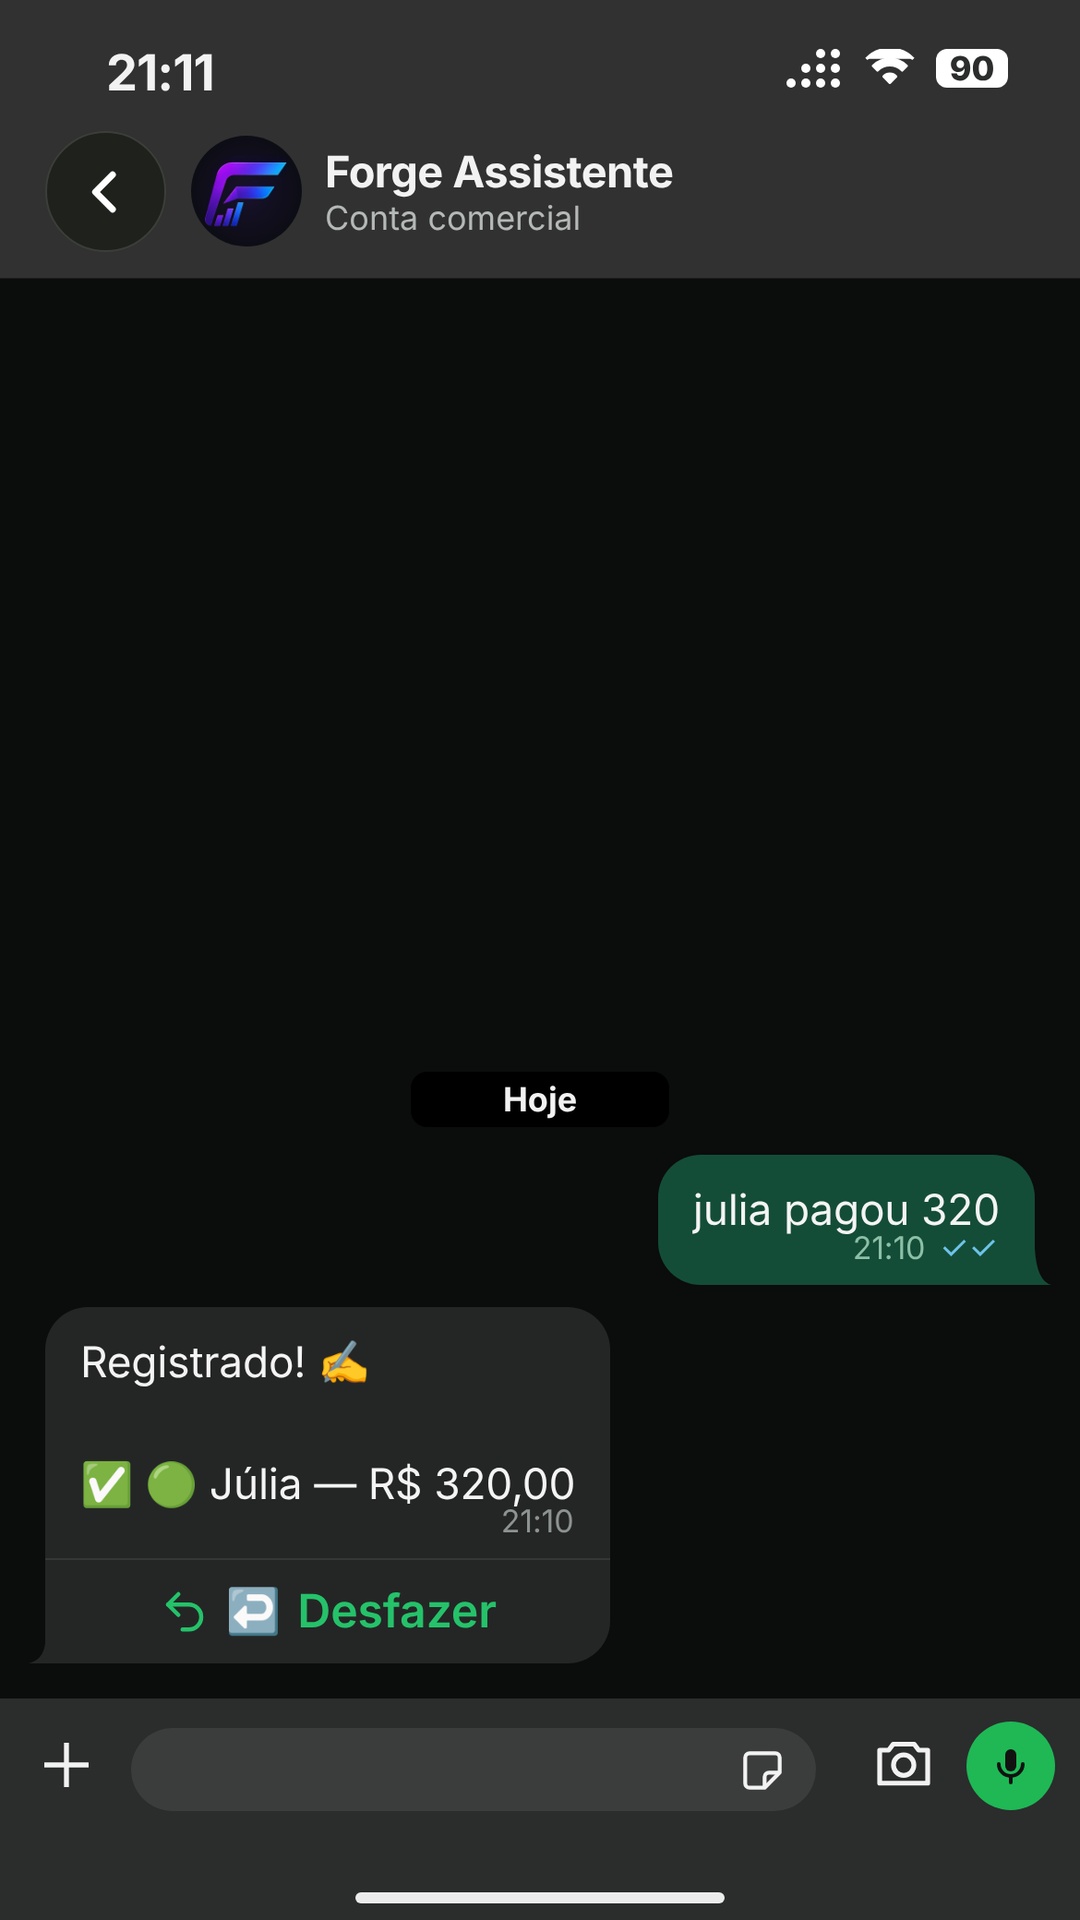 21:11
90
Forge Assistente
Conta comercial
Hoje
julia pagou 320
21:10
Registrado! ✍️
✅ 🟢 Júlia — R$ 320,00
21:10
↩️ Desfazer